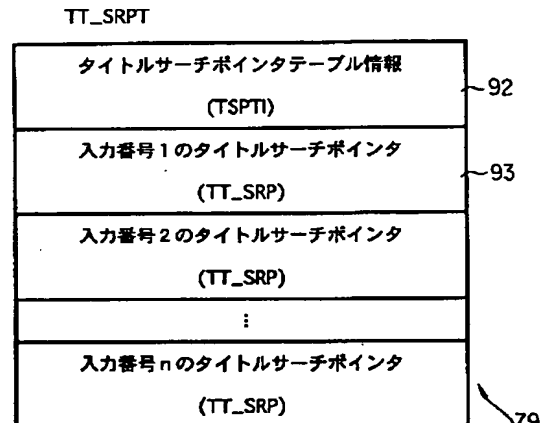 TT_SRPT
タイトルサーチポインタテーブル情報
(TSPTI)
92
入力番号1のタイトルサーチポインタ
(TT_SRP)
93
入力番号2のタイトルサーチポインタ
(TT_SRP)
⋮
入力番号nのタイトルサーチポインタ
(TT_SRP)
79